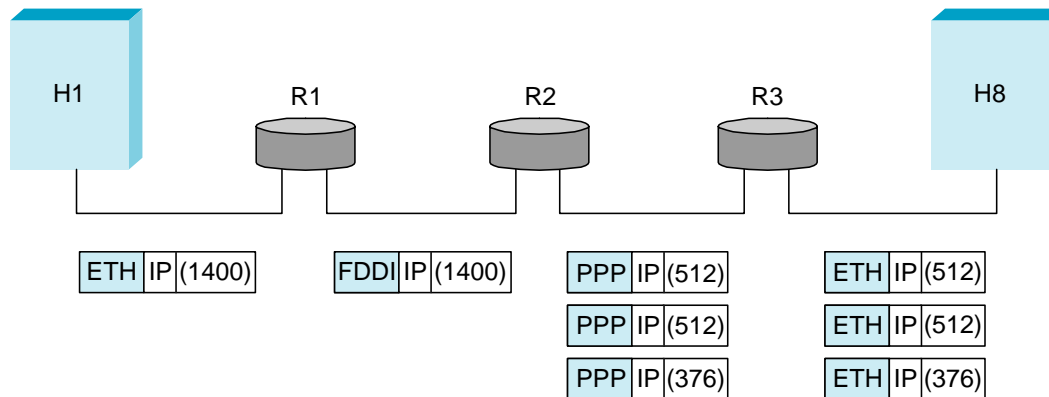 H1 R1 R2 R3 H8
ETH IP (1400) FDDI IP (1400) PPP IP (512) ETH IP (512)
PPP IP (512) ETH IP (512)
PPP IP (376) ETH IP (376)